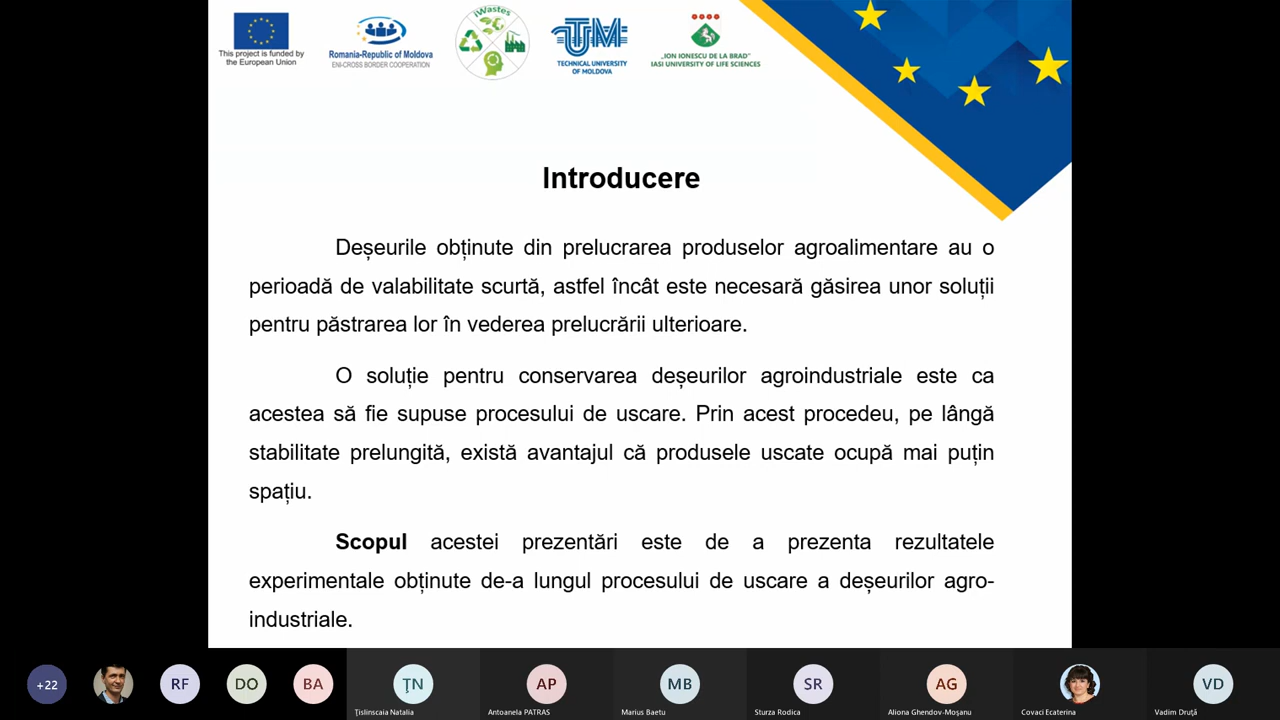 This project is funded by
the European Union
Romania-Republic of Moldova
ENI-CROSS BORDER COOPERATION
iWastes
UTM
TECHNICAL UNIVERSITY
OF MOLDOVA
„ION IONESCU DE LA BRAD”
IASI UNIVERSITY OF LIFE SCIENCES
Introducere
Deșeurile obținute din prelucrarea produselor agroalimentare au o
perioadă de valabilitate scurtă, astfel încât este necesară găsirea unor soluții
pentru păstrarea lor în vederea prelucrării ulterioare.
O soluție pentru conservarea deșeurilor agroindustriale este ca
acestea să fie supuse procesului de uscare. Prin acest procedeu, pe lângă
stabilitate prelungită, există avantajul că produsele uscate ocupă mai puțin
spațiu.
Scopul acestei prezentări este de a prezenta rezultatele
experimentale obținute de-a lungul procesului de uscare a deșeurilor agro-
industriale.
+22
RF
DO
BA
ŢN
AP
MB
SR
AG
VD
Ţislinscaia Natalia
Antoanela PATRAS
Marius Baetu
Sturza Rodica
Aliona Ghendov-Moșanu
Covaci Ecaterina
Vadim Druţă